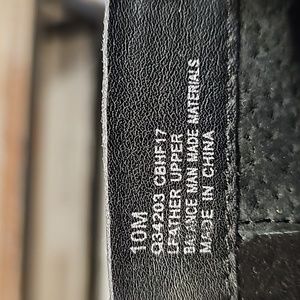 10M
Q34203 CBHF17
LEATHER UPPER
BALANCE MAN MADE MATERIALS
MADE IN CHINA